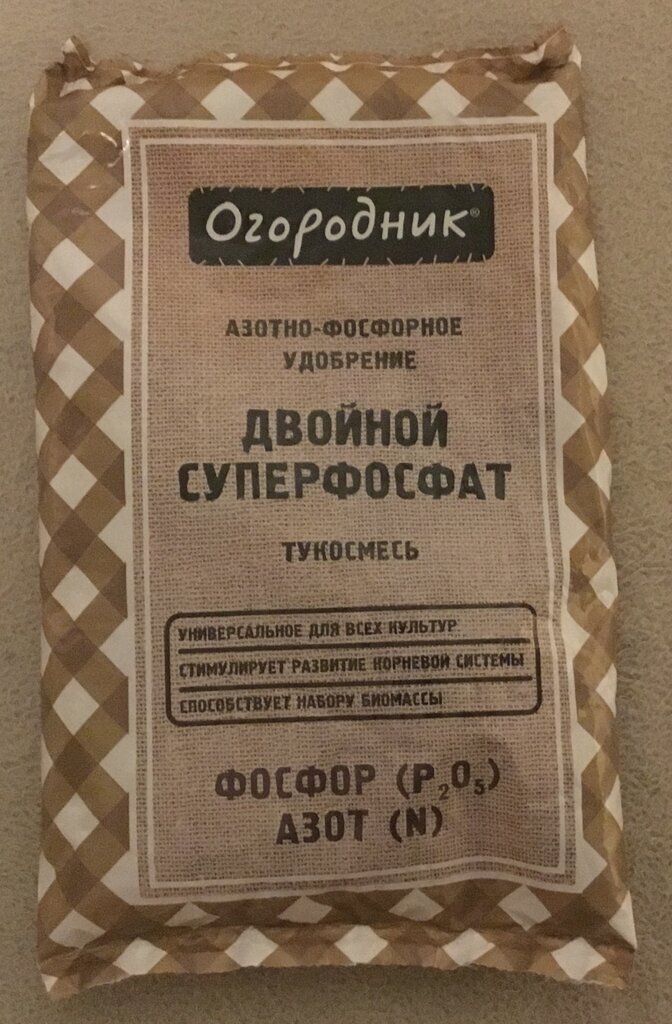 Огородник®
АЗОТНО-ФОСФОРНОЕ
УДОБРЕНИЕ
ДВОЙНОЙ
СУПЕРФОСФАТ
ТУКОСМЕСЬ
УНИВЕРСАЛЬНОЕ ДЛЯ ВСЕХ КУЛЬТУР
СТИМУЛИРУЕТ РАЗВИТИЕ КОРНЕВОЙ СИСТЕМЫ
СПОСОБСТВУЕТ НАБОРУ БИОМАССЫ
ФОСФОР (P₂O₅)
АЗОТ (N)